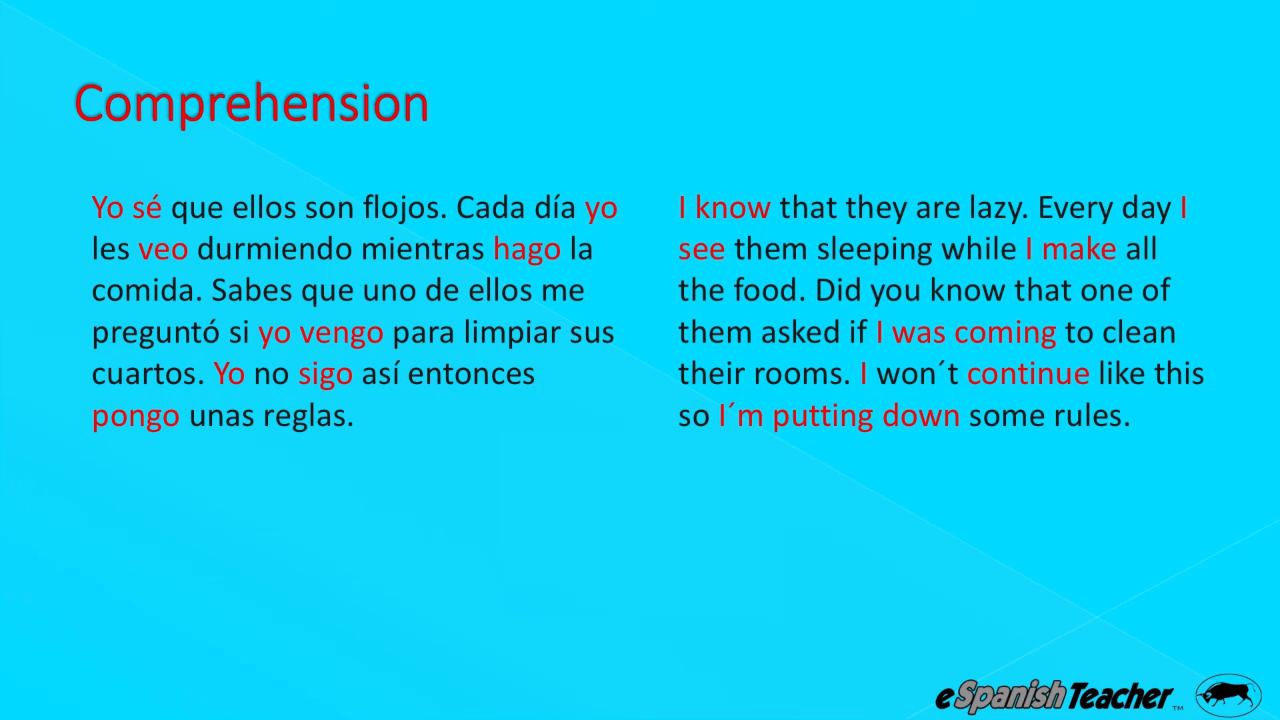 Comprehension
Yo sé que ellos son flojos. Cada día yo
les veo durmiendo mientras hago la
comida. Sabes que uno de ellos me
preguntó si yo vengo para limpiar sus
cuartos. Yo no sigo así entonces
pongo unas reglas.
I know that they are lazy. Every day I
see them sleeping while I make all
the food. Did you know that one of
them asked if I was coming to clean
their rooms. I won´t continue like this
so I´m putting down some rules.
eSpanishTeacher™